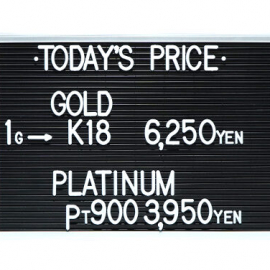 ·TODAY'S PRICE·
GOLD
1G→ K18 6,250YEN
PLATINUM
PT900 3,950YEN